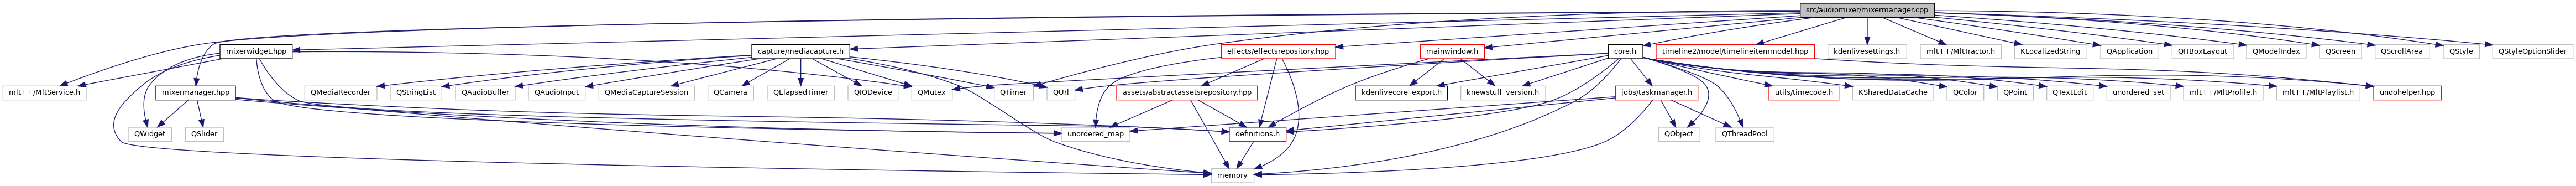 src/audiomixer/mixermanager.cpp
mixerwidget.hpp
capture/mediacapture.h
effects/effectsrepository.hpp
mainwindow.h
core.h
timeline2/model/timelineitemmodel.hpp
kdenlivesettings.h
mlt++/MltTractor.h
KLocalizedString
QApplication
QHBoxLayout
QModelIndex
QScreen
QScrollArea
QStyle
QStyleOptionSlider
mlt++/MltService.h
mixermanager.hpp
QMediaRecorder
QStringList
QAudioBuffer
QAudioInput
QMediaCaptureSession
QCamera
QElapsedTimer
QIODevice
QMutex
QTimer
QUrl
assets/abstractassetsrepository.hpp
kdenlivecore_export.h
knewstuff_version.h
jobs/taskmanager.h
utils/timecode.h
KSharedDataCache
QColor
QPoint
QTextEdit
unordered_set
mlt++/MltProfile.h
mlt++/MltPlaylist.h
undohelper.hpp
QWidget
QSlider
unordered_map
definitions.h
QObject
QThreadPool
memory